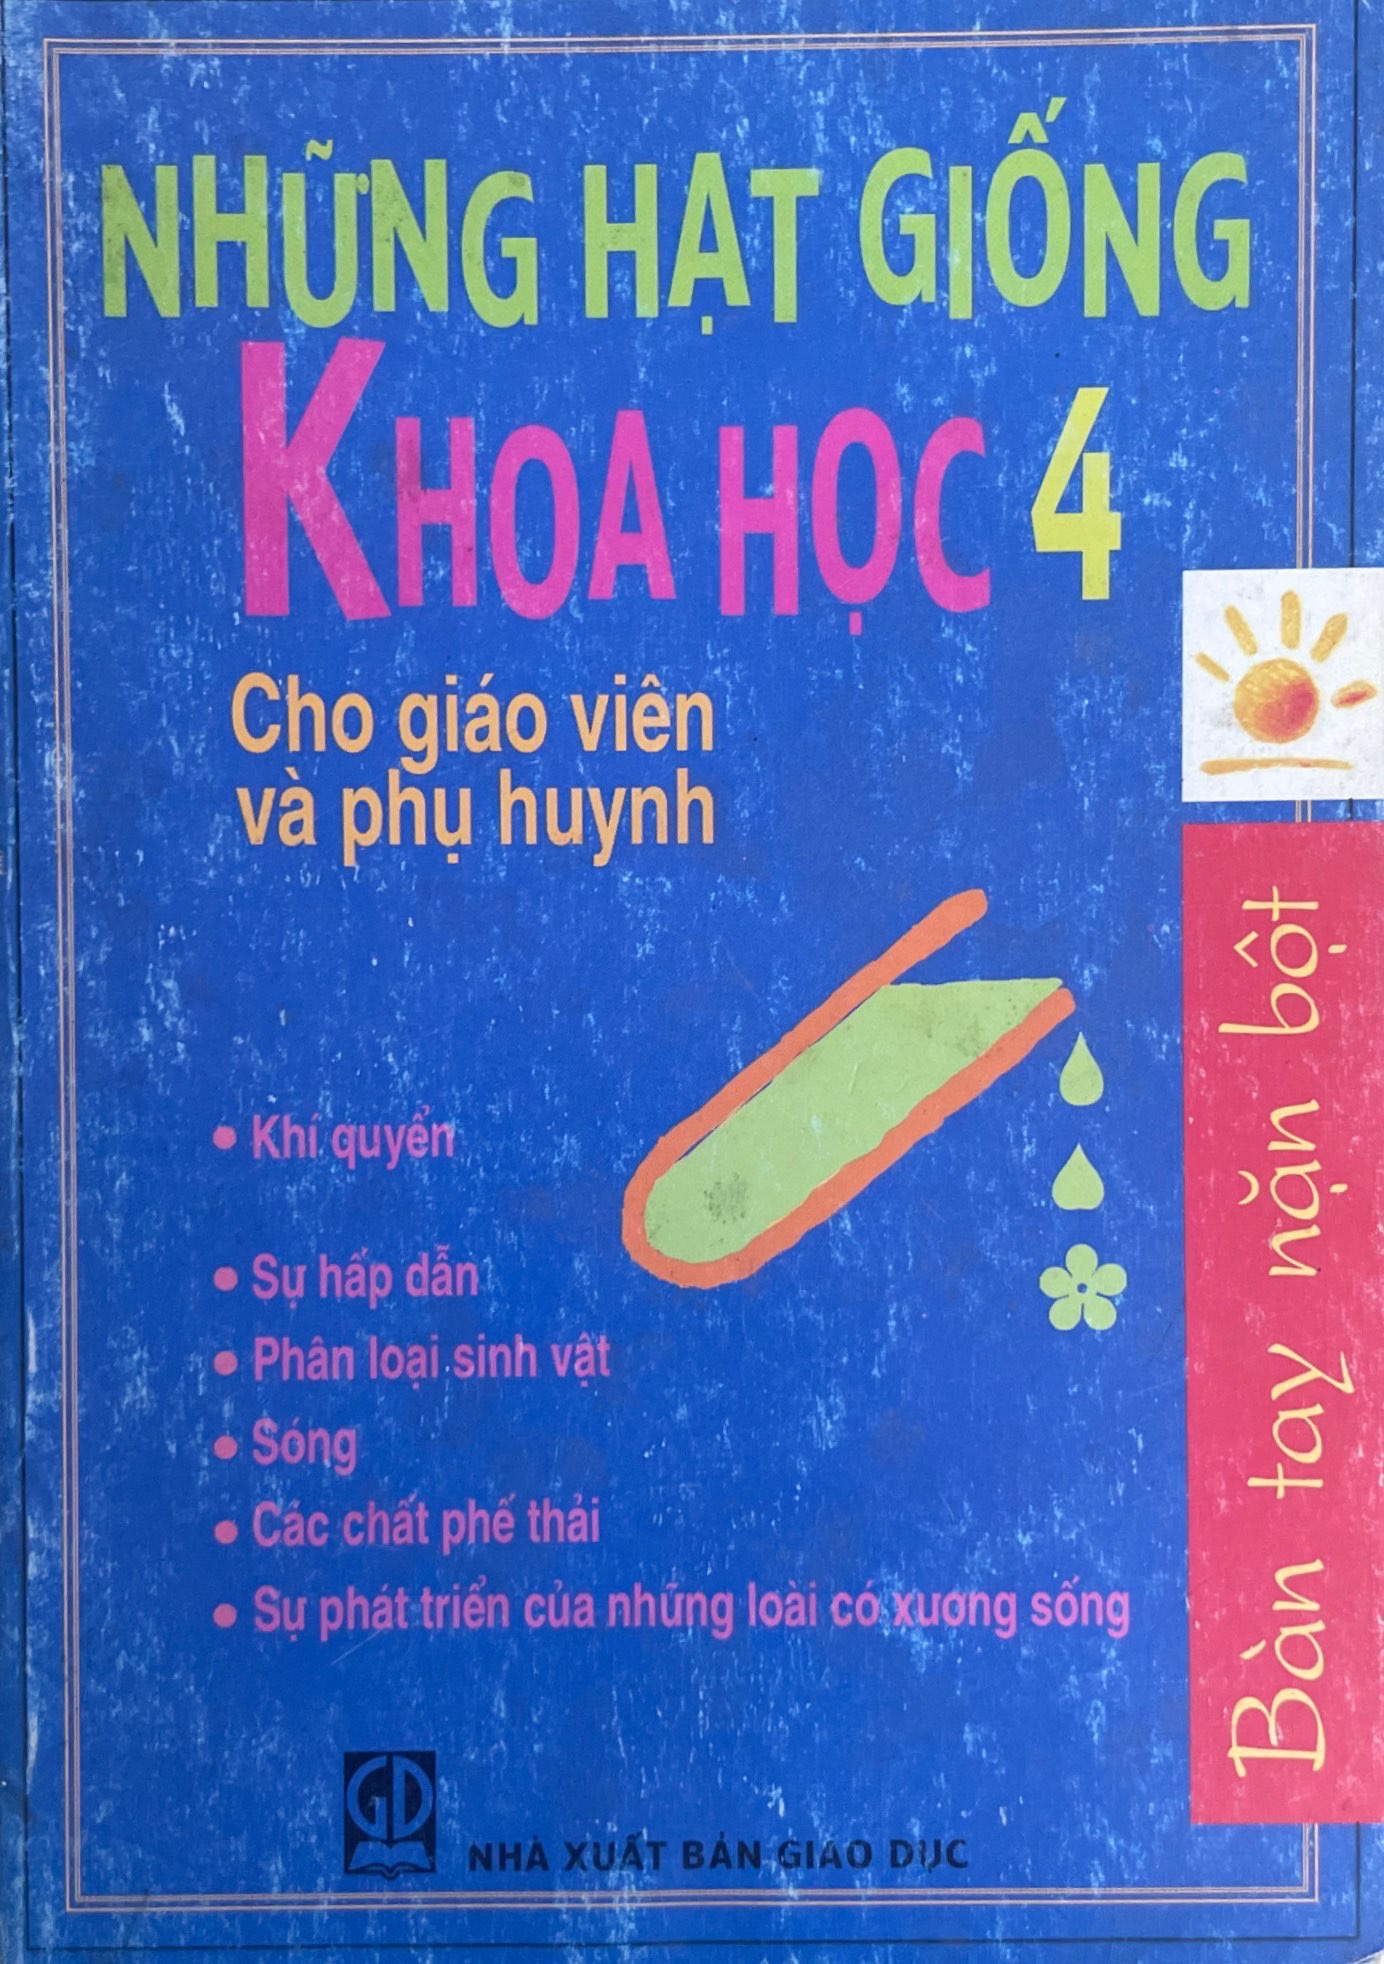 NHỮNG HẠT GIỐNG
KHOA HỌC 4
Cho giáo viên
và phụ huynh
• Khí quyển
• Sự hấp dẫn
• Phân loại sinh vật
• Sóng
• Các chất phế thải
• Sự phát triển của những loài có xương sống
Bàn tay nặn bột
GD
NHÀ XUẤT BẢN GIÁO DỤC